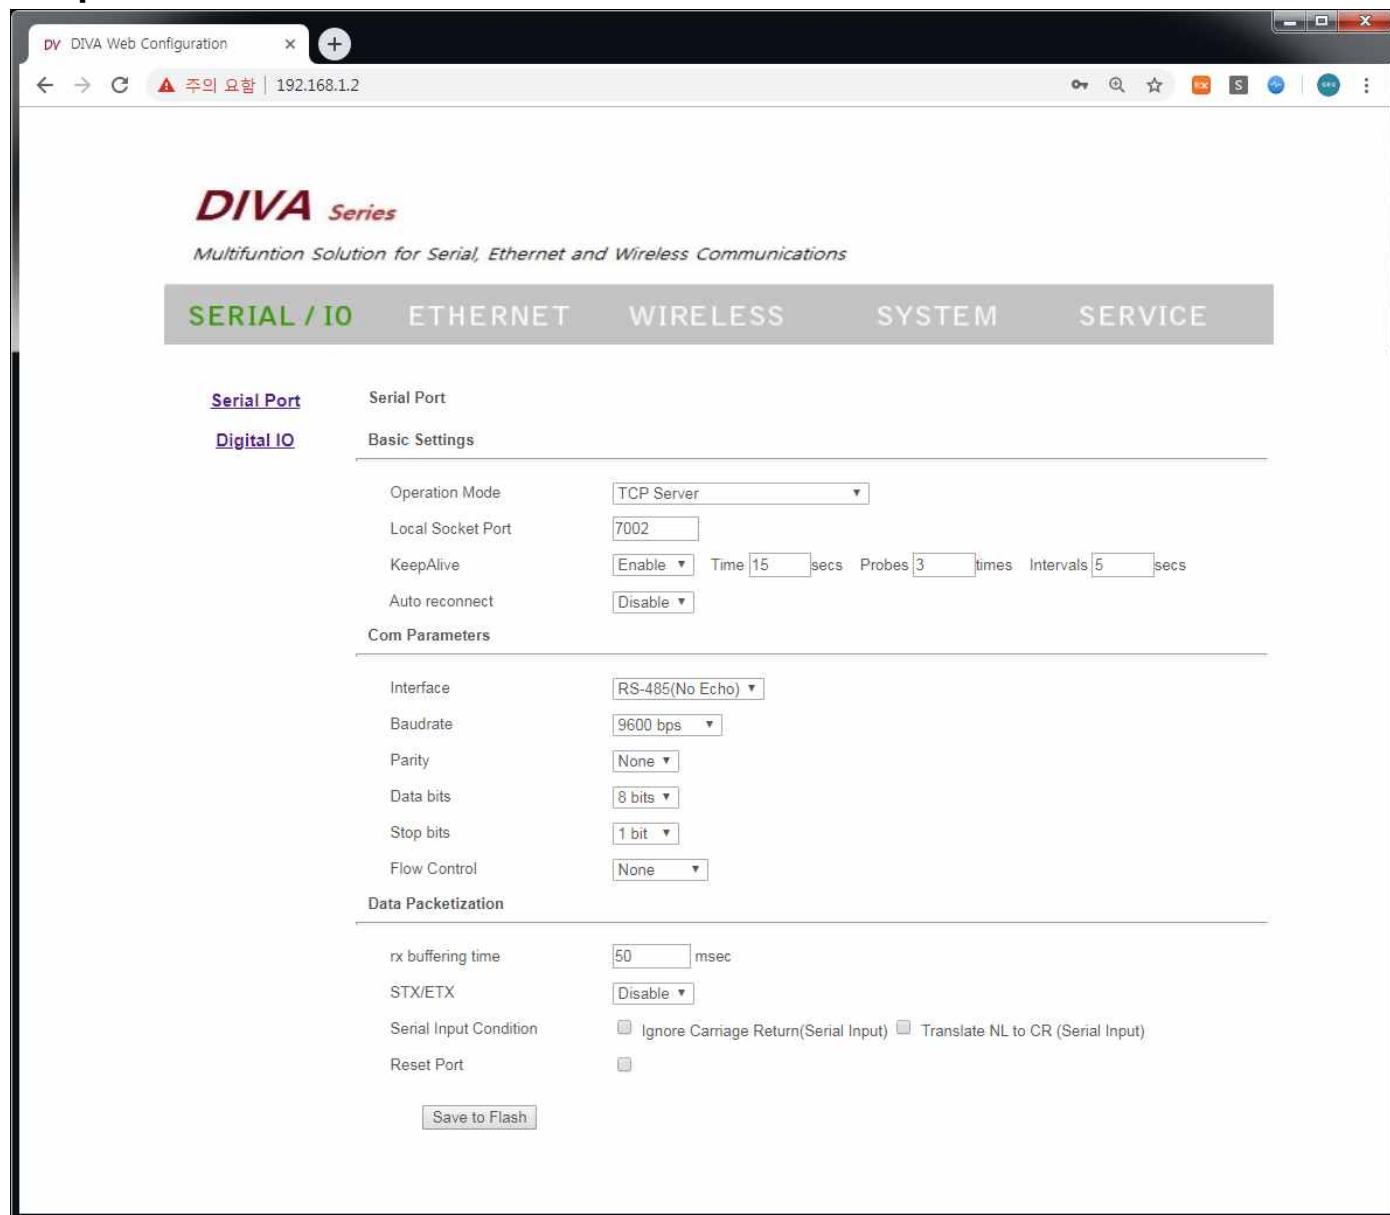 DV DIVA Web Configuration
주의 요함 192.168.1.2
DIVA Series
Multifuntion Solution for Serial, Ethernet and Wireless Communications
SERIAL / IO ETHERNET WIRELESS SYSTEM SERVICE
Serial Port
Digital IO
Serial Port
Basic Settings
Operation Mode TCP Server
Local Socket Port 7002
KeepAlive Enable Time 15 secs Probes 3 times Intervals 5 secs
Auto reconnect Disable
Com Parameters
Interface RS-485(No Echo)
Baudrate 9600 bps
Parity None
Data bits 8 bits
Stop bits 1 bit
Flow Control None
Data Packetization
rx buffering time 50 msec
STX/ETX Disable
Serial Input Condition Ignore Carriage Return(Serial Input) Translate NL to CR (Serial Input)
Reset Port
Save to Flash